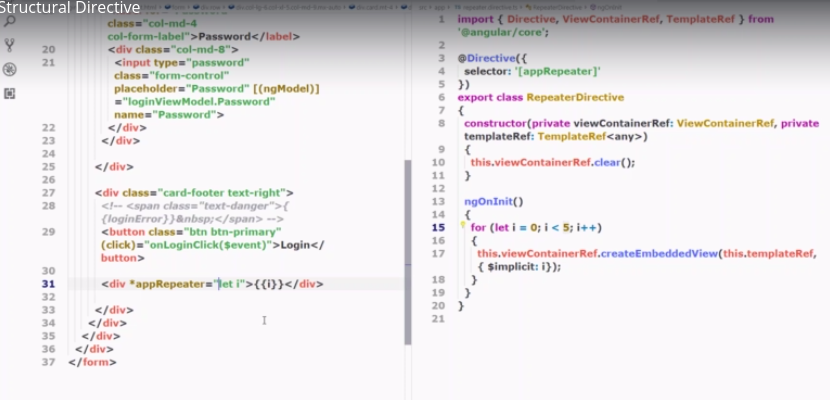 Structural Directive
class="col-md-4
col-form-label">Password</label>
20 <div class="col-md-8">
21 <input type="password"
class="form-control"
placeholder="Password" [(ngModel)]
="loginViewModel.Password"
name="Password">
22 </div>
23 </div>
24
25 </div>
26
27 <div class="card-footer text-right">
28 <!-- <span class="text-danger">{
{loginError}}&nbsp;</span> -->
29 <button class="btn btn-primary"
(click)="onLoginClick($event)">Login</
button>
30
31 <div *appRepeater="let i">{{i}}</div>
32
33 </div>
34 </div>
35 </div>
36 </div>
37 </form>
1 import { Directive, ViewContainerRef, TemplateRef } from
'@angular/core';
2
3 @Directive({
4 selector: '[appRepeater]'
5 })
6 export class RepeaterDirective
7 {
8 constructor(private viewContainerRef: ViewContainerRef, private
templateRef: TemplateRef<any>)
9 {
10 this.viewContainerRef.clear();
11 }
12
13 ngOnInit()
14 {
15 for (let i = 0; i < 5; i++)
16 {
17 this.viewContainerRef.createEmbeddedView(this.templateRef,
{ $implicit: i});
18 }
19 }
20 }
21